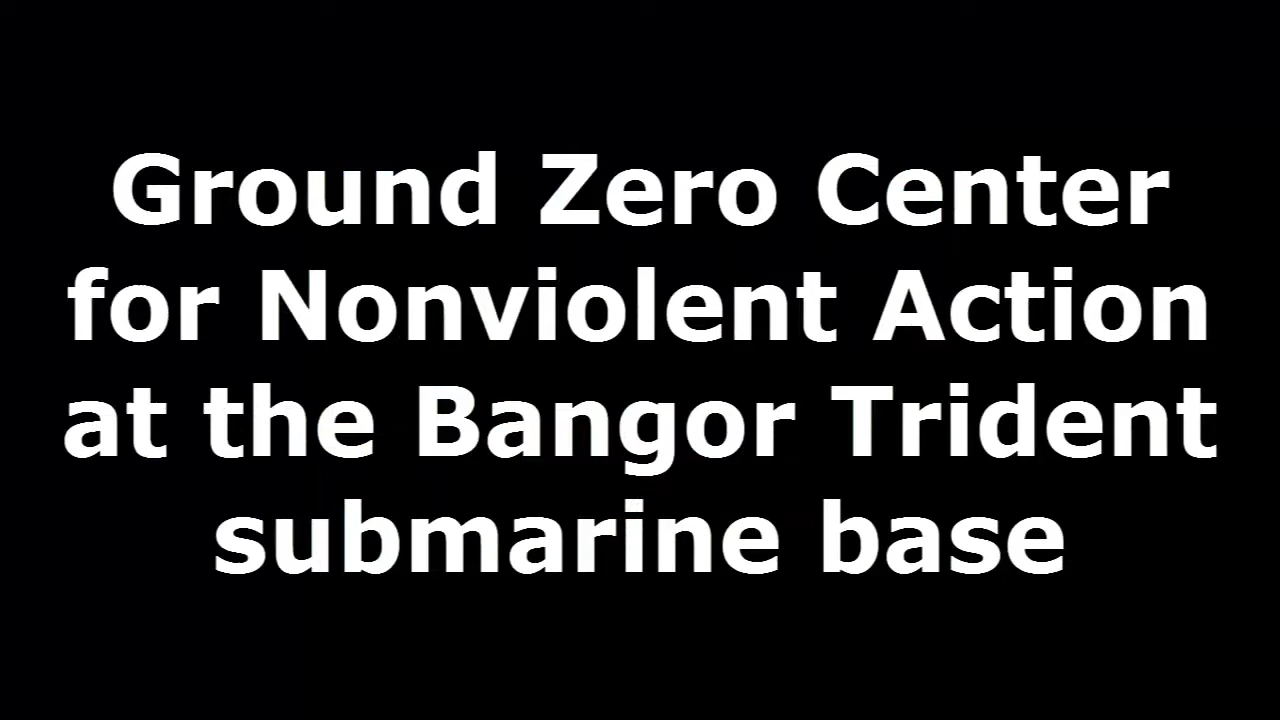 Ground Zero Center
for Nonviolent Action
at the Bangor Trident
submarine base